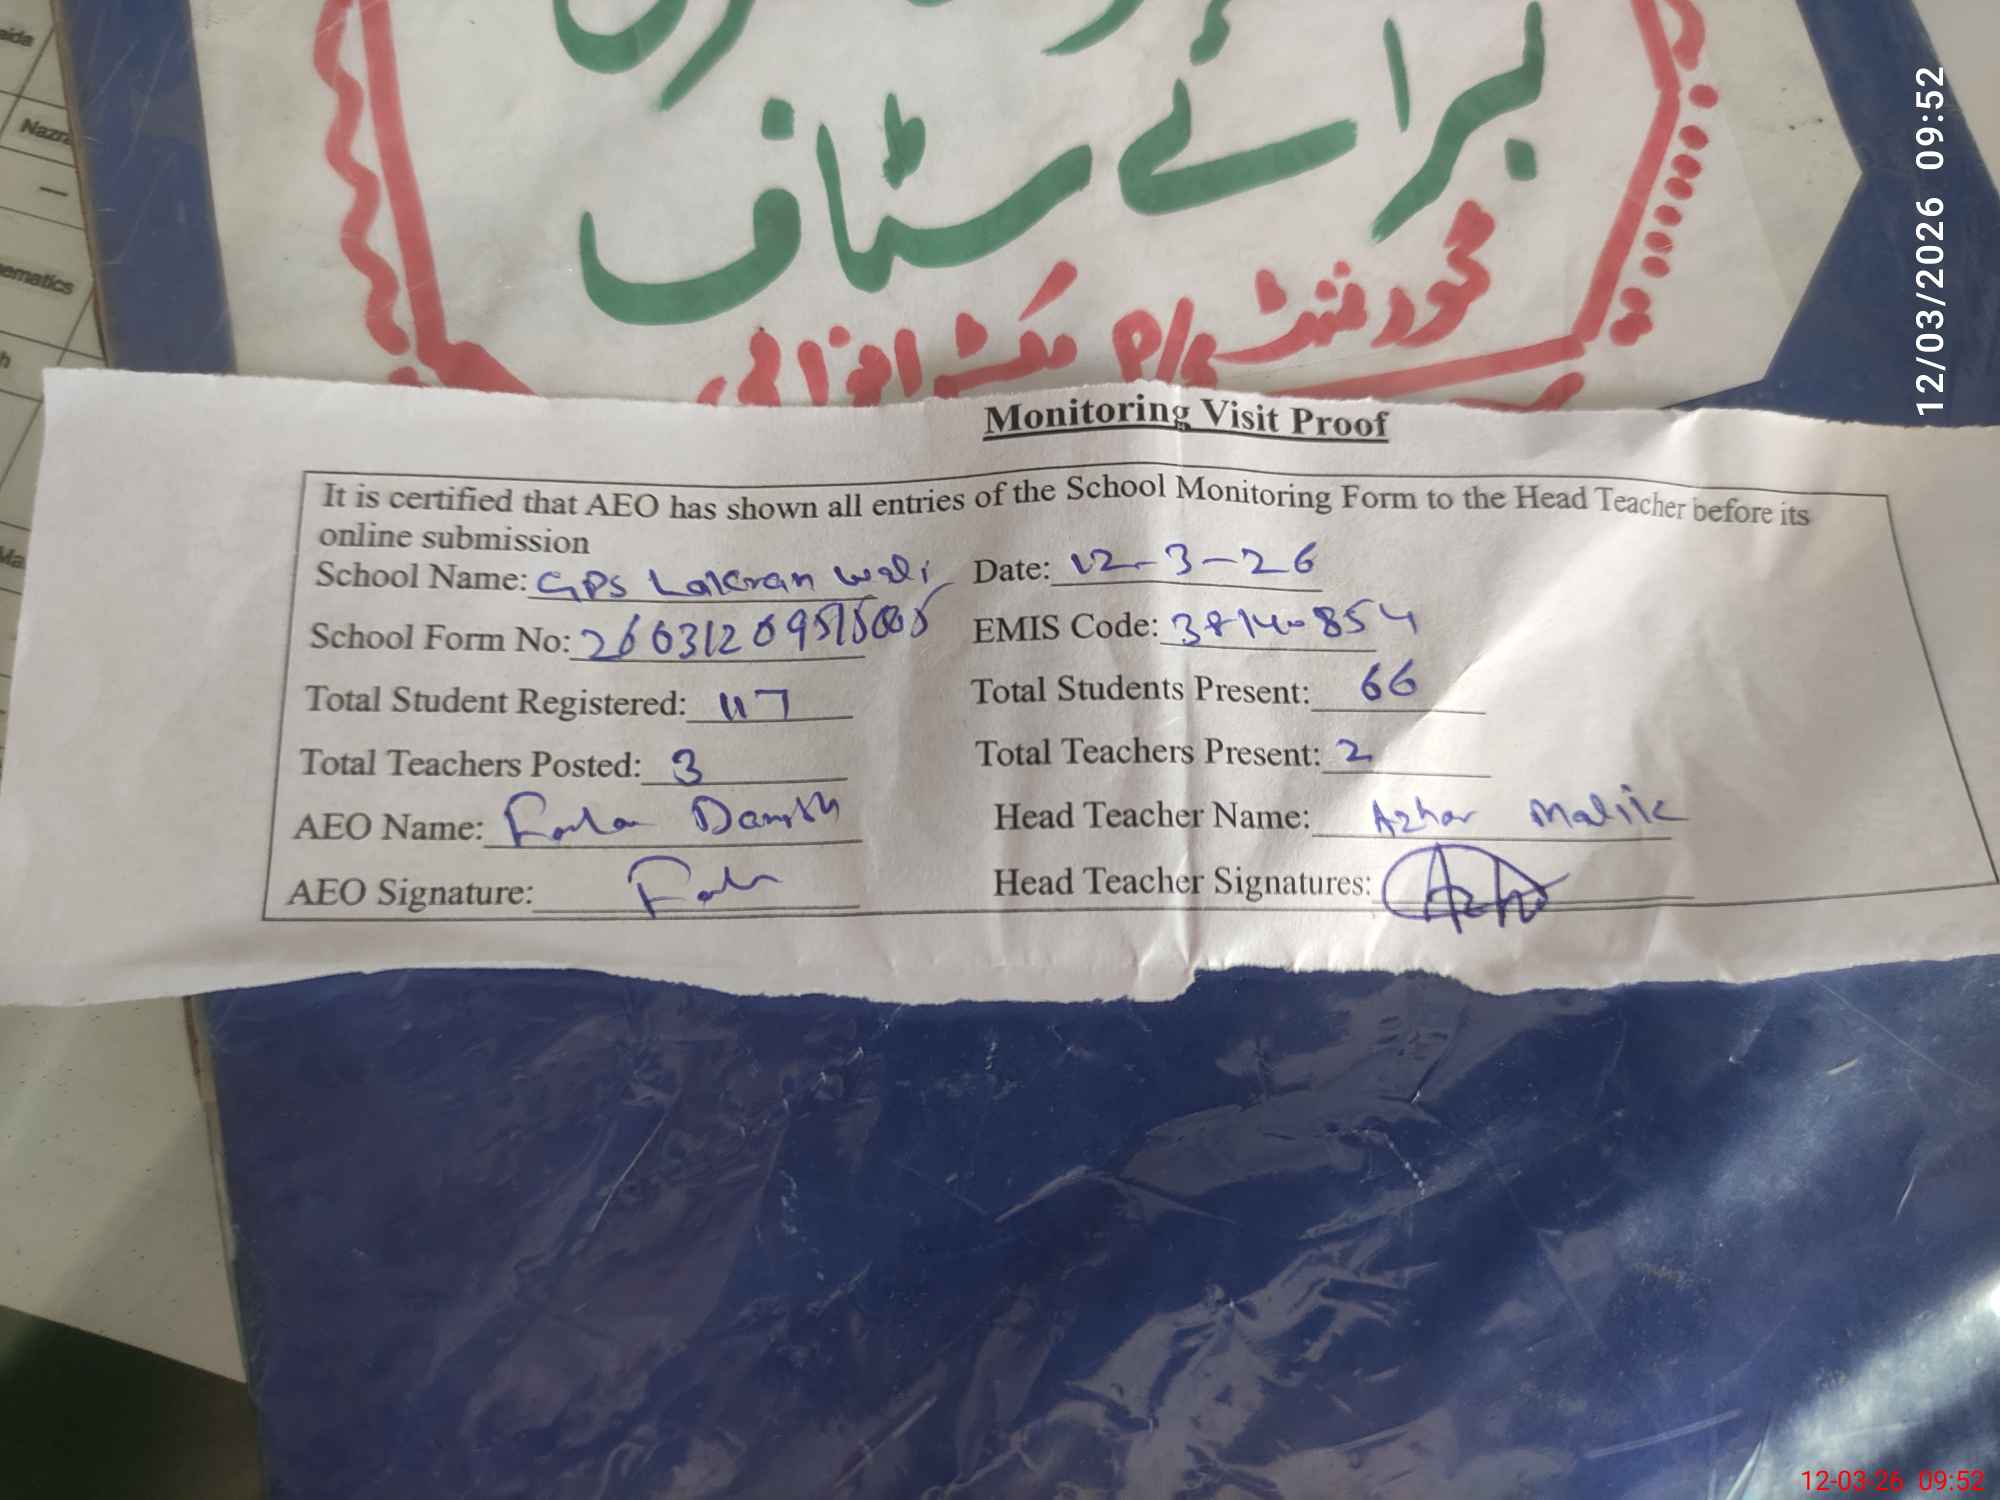 برائے سٹاف
گورنمنٹ P/S
12/03/2026 09:52
Nazra
Monitoring Visit Proof
It is certified that AEO has shown all entries of the School Monitoring Form to the Head Teacher before its
online submission
School Name: GPS Lakran Wali Date: 12-3-26
School Form No: EMIS Code:
Total Student Registered: 117 Total Students Present: 66
Total Teachers Posted: 3 Total Teachers Present: 2
AEO Name: Head Teacher Name: Azhar Malik
AEO Signature: Head Teacher Signatures:
12-03-26 09:52